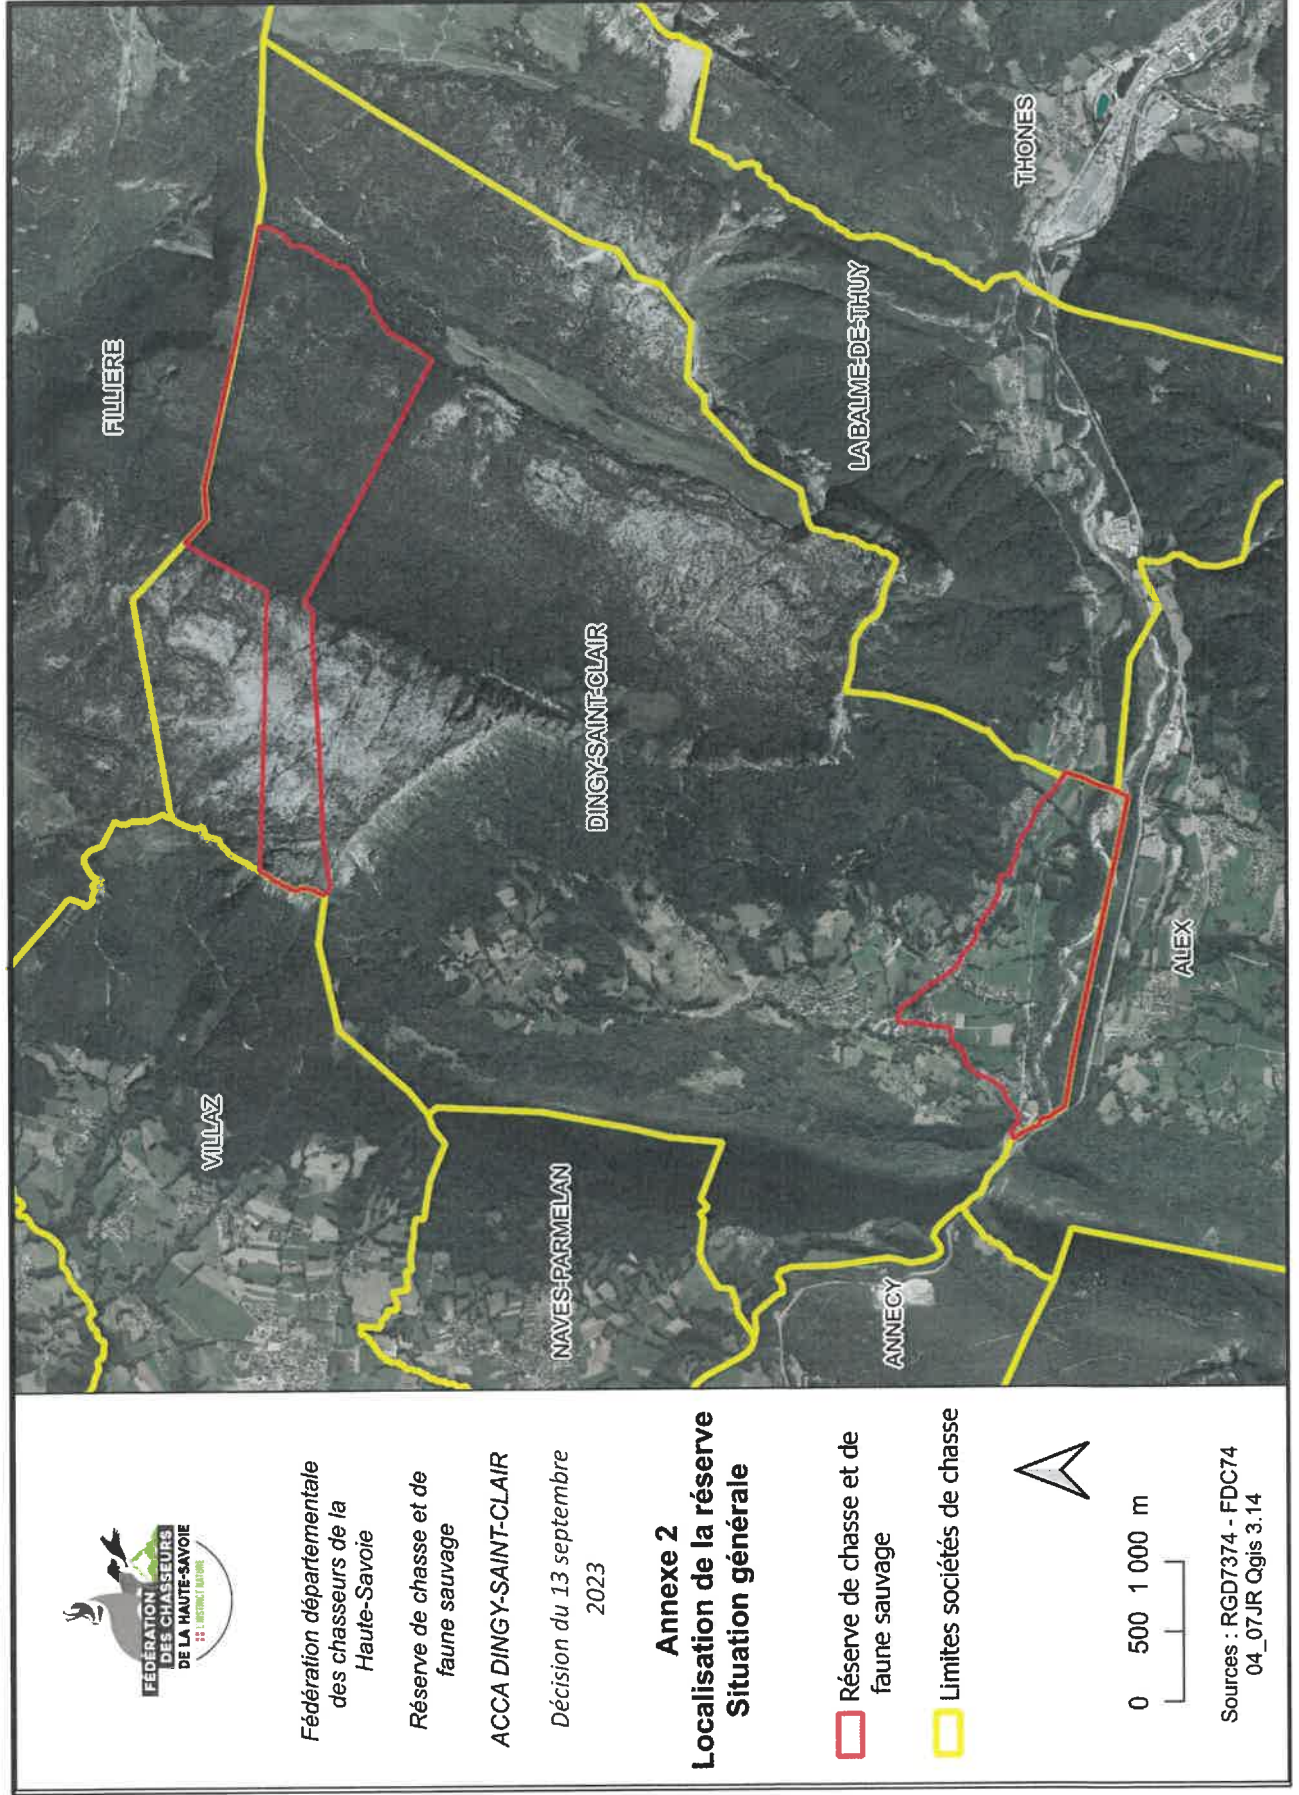 FÉDÉRATION
DES CHASSEURS
DE LA HAUTE-SAVOIE
L'INSTINCT NATURE
Fédération départementale
des chasseurs de la
Haute-Savoie
Réserve de chasse et de
faune sauvage
ACCA DINGY-SAINT-CLAIR
Décision du 13 septembre
2023
Annexe 2
Localisation de la réserve
Situation générale
Réserve de chasse et de
faune sauvage
Limites sociétés de chasse
0 500 1 000 m
Sources : RGD7374 - FDC74
04_07JR Qgis 3.14
FILLIERE
VILLAZ
THONES
LA BALME-DE-THUY
DINGY-SAINT-CLAIR
NAVES-PARMELAN
ANNECY
ALEX